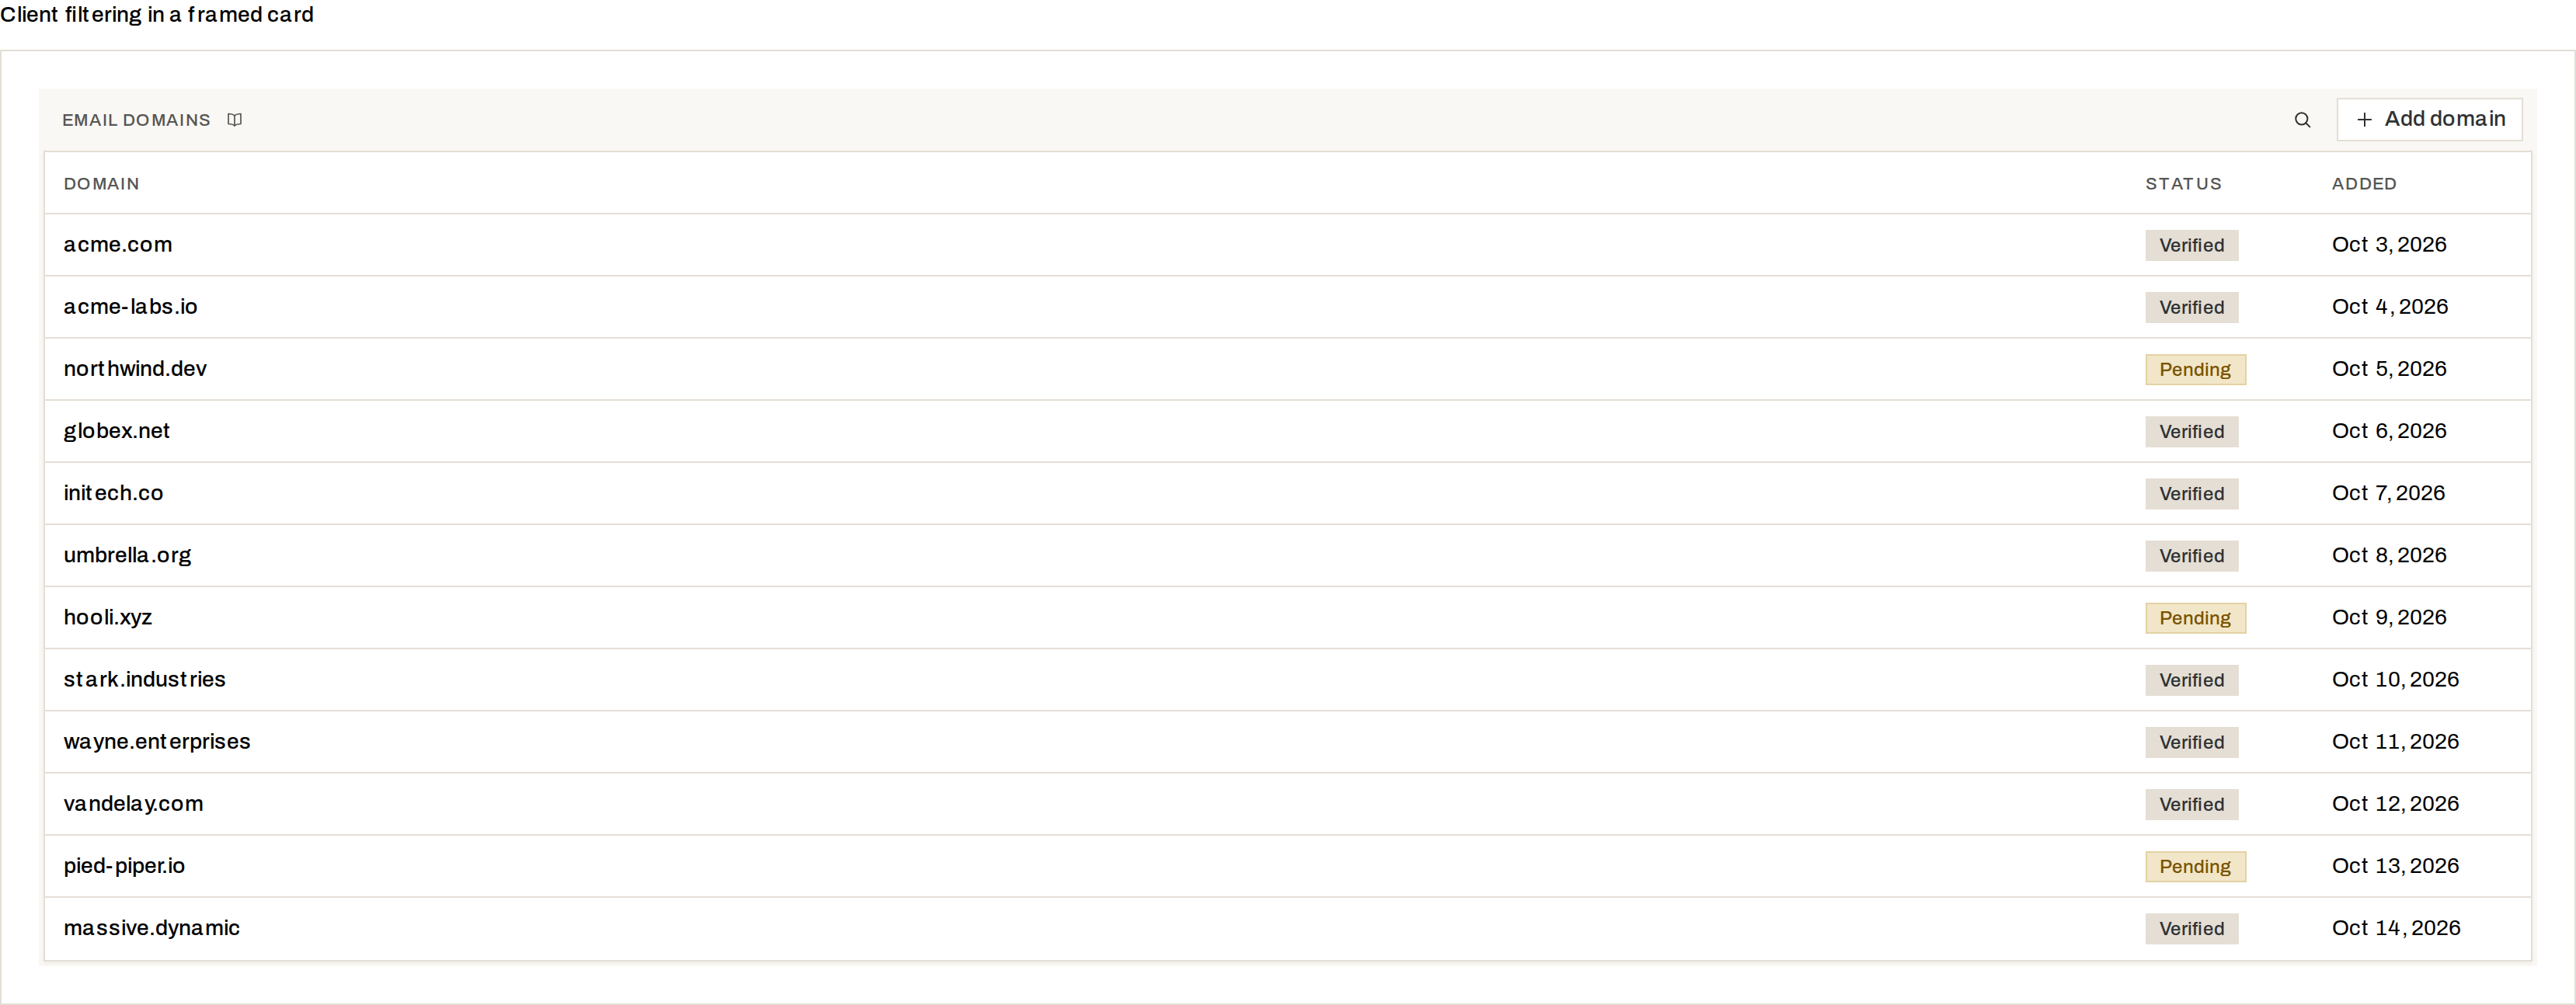 Client filtering in a framed card
EMAIL DOMAINS
Add domain
DOMAIN STATUS ADDED
acme.com Verified Oct 3, 2026
acme-labs.io Verified Oct 4, 2026
northwind.dev Pending Oct 5, 2026
globex.net Verified Oct 6, 2026
initech.co Verified Oct 7, 2026
umbrella.org Verified Oct 8, 2026
hooli.xyz Pending Oct 9, 2026
stark.industries Verified Oct 10, 2026
wayne.enterprises Verified Oct 11, 2026
vandelay.com Verified Oct 12, 2026
pied-piper.io Pending Oct 13, 2026
massive.dynamic Verified Oct 14, 2026